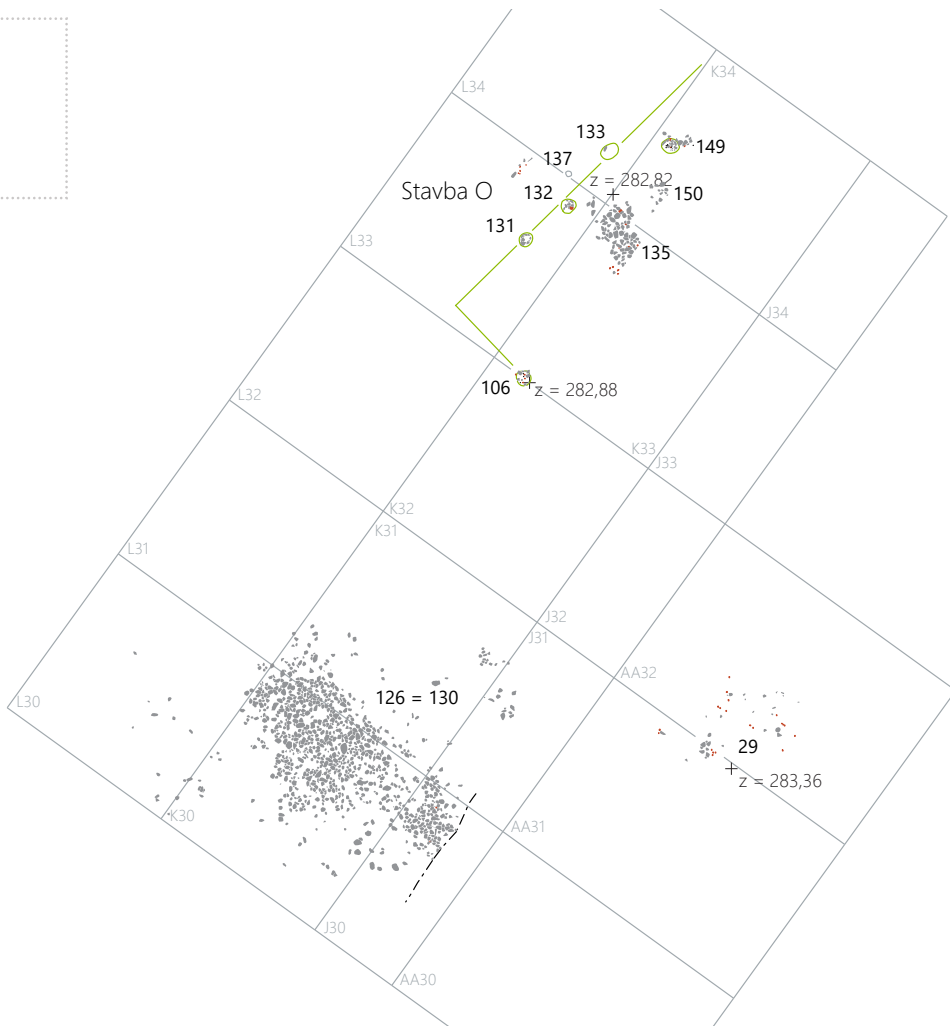 K34
L34
133
149
137
z = 282,82
Stavba O
132
150
131
L33
135
J34
106
z = 282,88
L32
K33
J33
K32
K31
L31
J32
J31
AA32
126 = 130
L30
29
z = 283,36
K30
AA31
J30
AA30